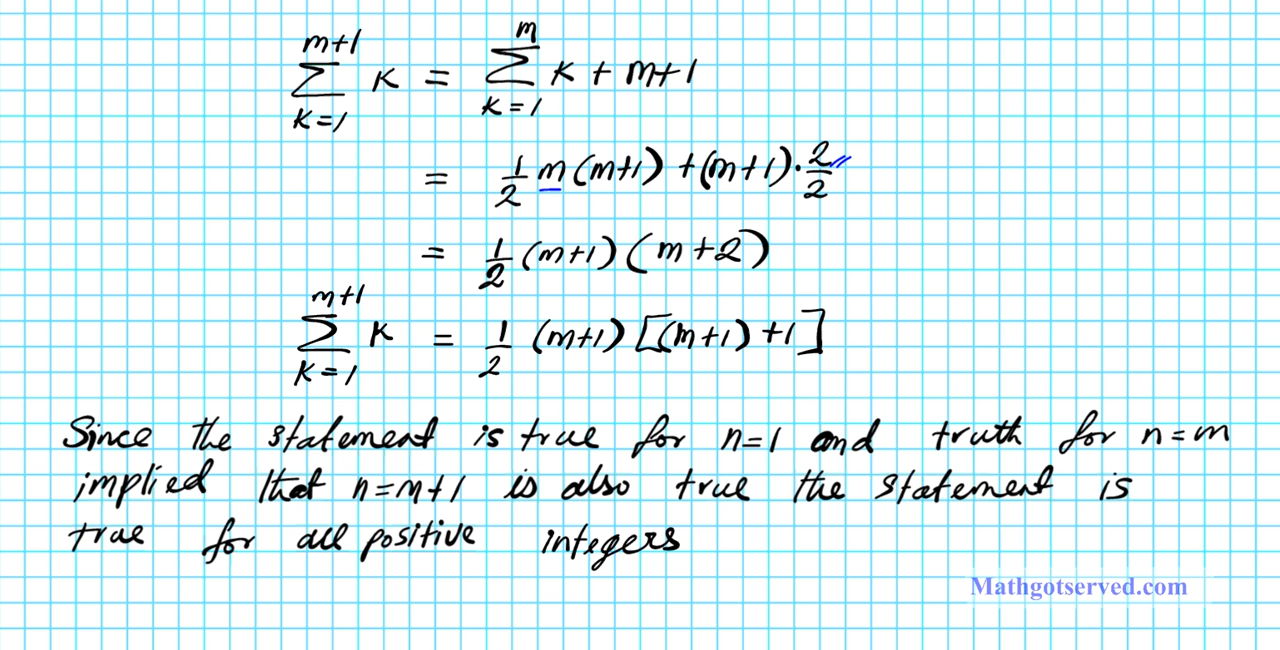 m+1 m
∑ k = ∑ k + m+1
k=1 k=1
= 1/2 m (m+1) + (m+1) · 2/2
= 1/2 (m+1) (m+2)
m+1
∑ k = 1/2 (m+1) [(m+1) +1]
k=1
Since the statement is true for n=1 and truth for n=m
implied that n=m+1 is also true the statement is
true for all positive integers
Mathgotserved.com